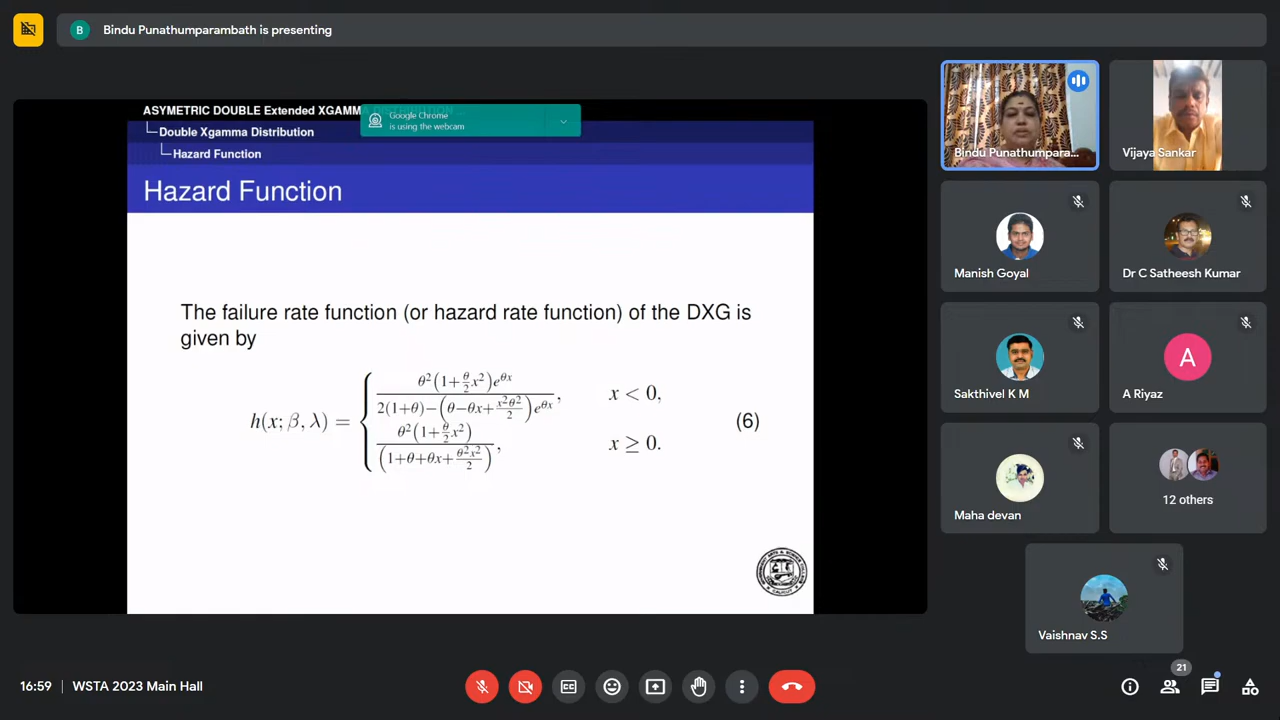 B Bindu Punathumparambath is presenting
ASYMETRIC DOUBLE Extended XGAMMA DISTRIBUTION
Google Chrome
is using the webcam
Double Xgamma Distribution
Hazard Function
Hazard Function
The failure rate function (or hazard rate function) of the DXG is
given by
h(x; β, λ) = { θ²(1+θ/2 x²)e^{θx} / 2(1+θ)−(θ−θx+x²θ²/2)e^{θx}, x < 0,
θ²(1+θ/2 x²) / (1+θ+θx+θ²x²/2), x ≥ 0. (6)
Bindu Punathumpara...
Vijaya Sankar
Manish Goyal
Dr C Satheesh Kumar
Sakthivel K M
A
A Riyaz
Maha devan
12 others
Vaishnav S.S
16:59 | WSTA 2023 Main Hall
21